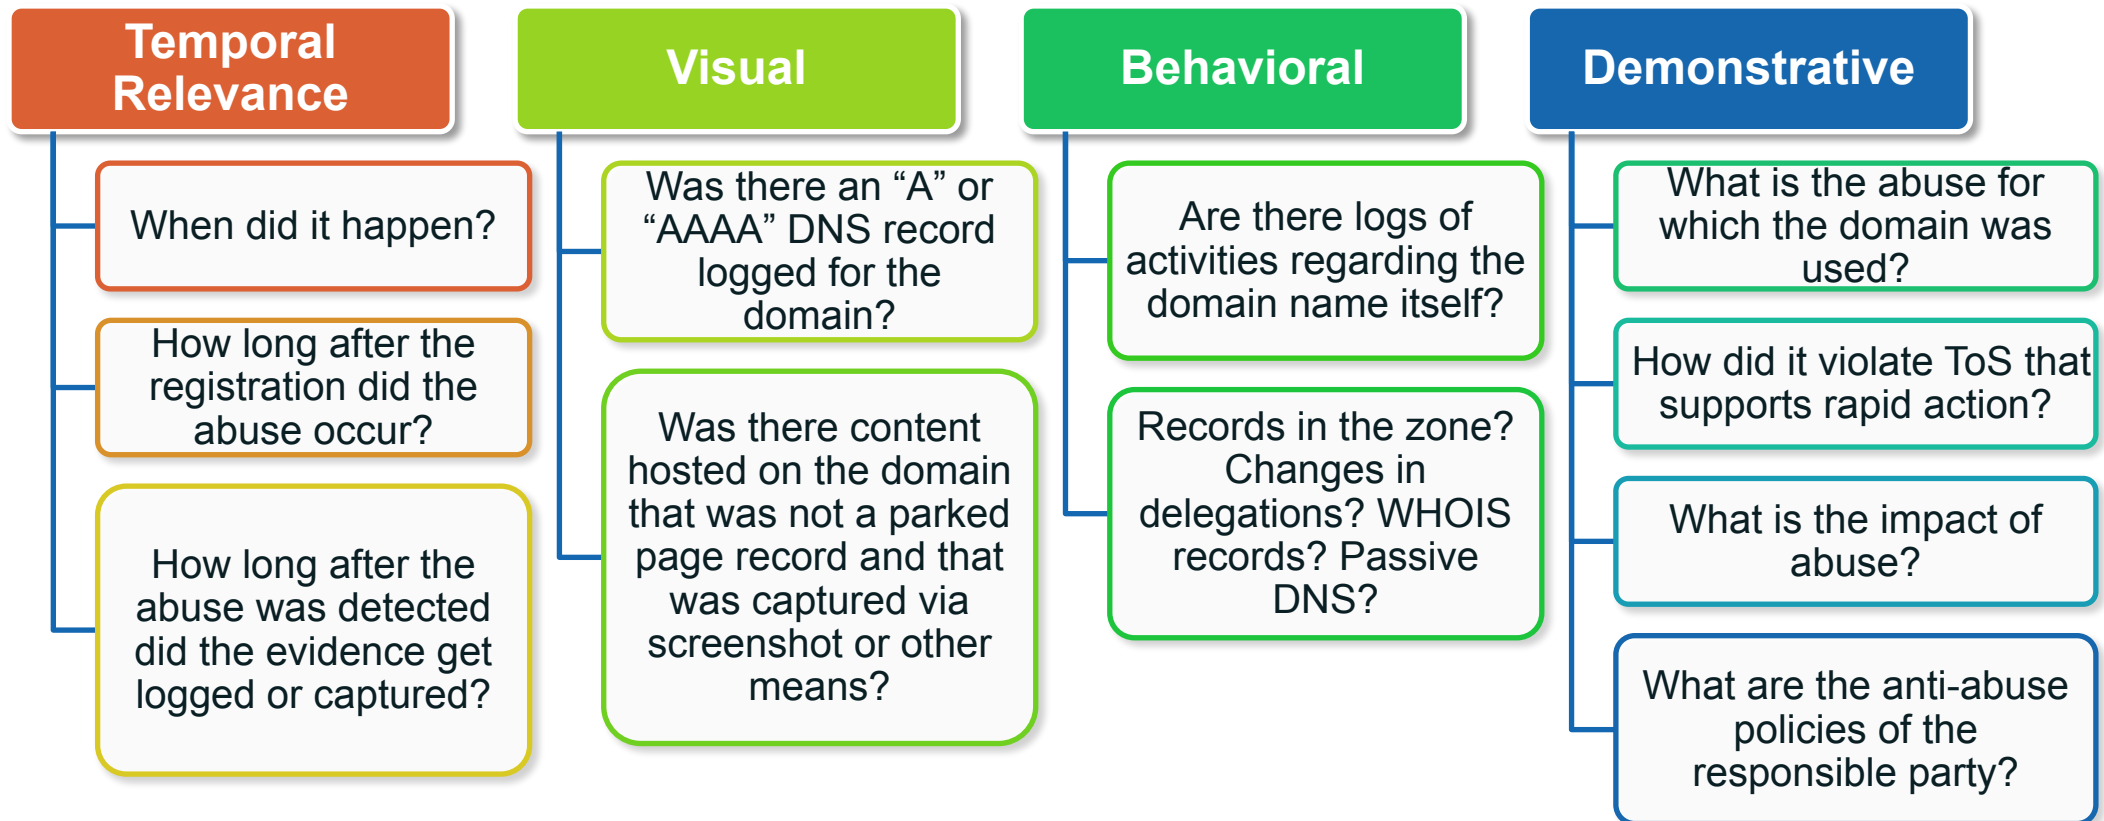 Temporal
Relevance
When did it happen?
How long after the
registration did the
abuse occur?
How long after the
abuse was detected
did the evidence get
logged or captured?
Visual
Was there an “A” or
“AAAA” DNS record
logged for the
domain?
Was there content
hosted on the domain
that was not a parked
page record and that
was captured via
screenshot or other
means?
Behavioral
Are there logs of
activities regarding the
domain name itself?
Records in the zone?
Changes in
delegations? WHOIS
records? Passive
DNS?
Demonstrative
What is the abuse for
which the domain was
used?
How did it violate ToS that
supports rapid action?
What is the impact of
abuse?
What are the anti-abuse
policies of the
responsible party?